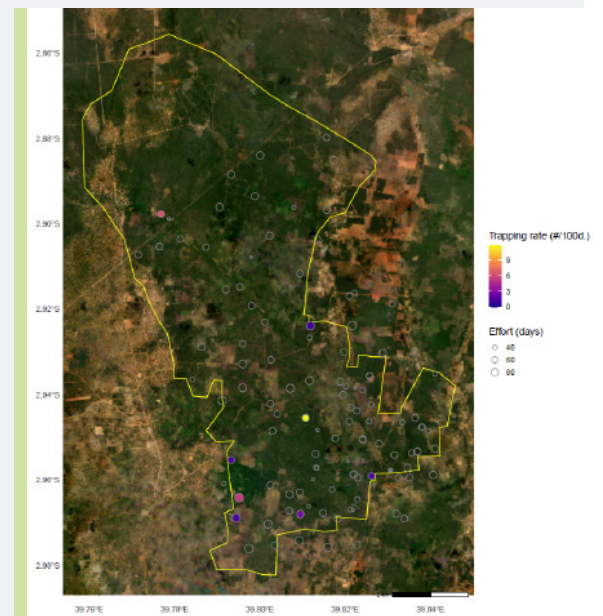 2.86°S
2.88°S
2.90°S
2.92°S
2.94°S
2.96°S
2.98°S
39.76°E
39.78°E
39.80°E
39.82°E
39.84°E
Trapping rate (#/100d.)
9
6
3
0
Effort (days)
40
60
80